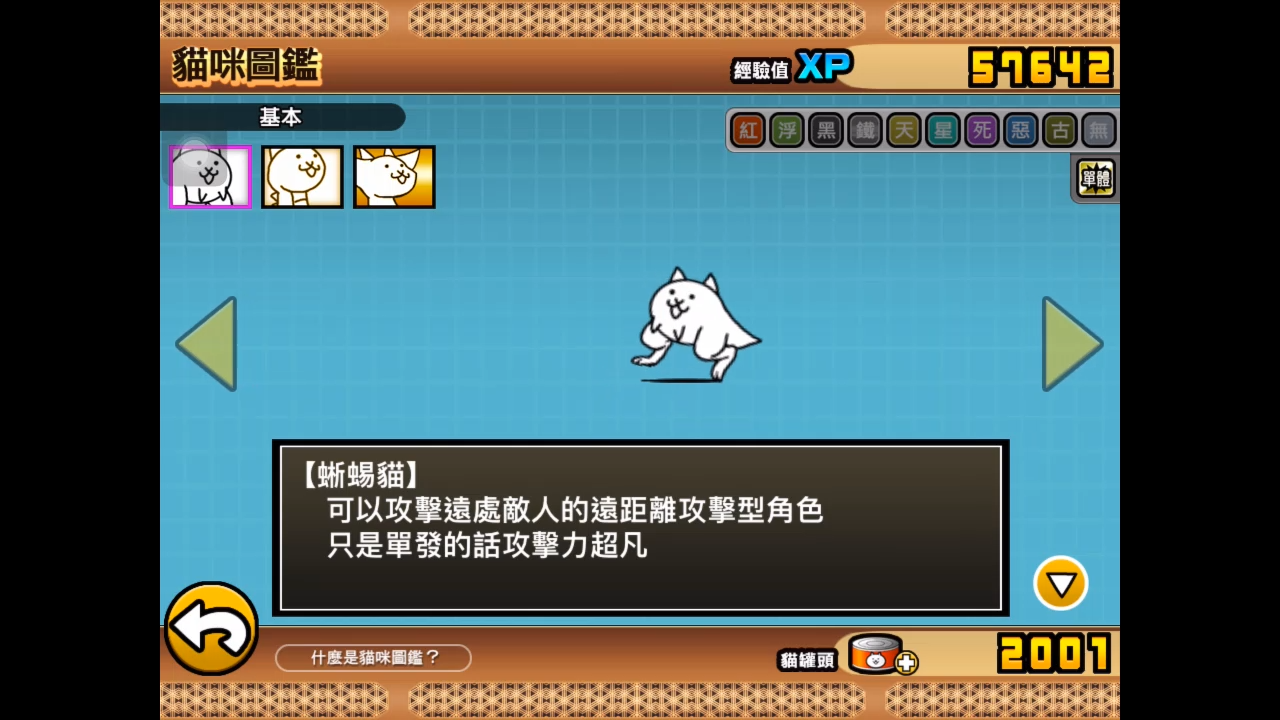 貓咪圖鑑
經驗值 XP 57642
基本
紅 浮 黑 鐵 天 星 死 惡 古 無
單體
【蜥蜴貓】
可以攻擊遠處敵人的遠距離攻擊型角色
只是單發的話攻擊力超凡
什麼是貓咪圖鑑？
貓罐頭 2001